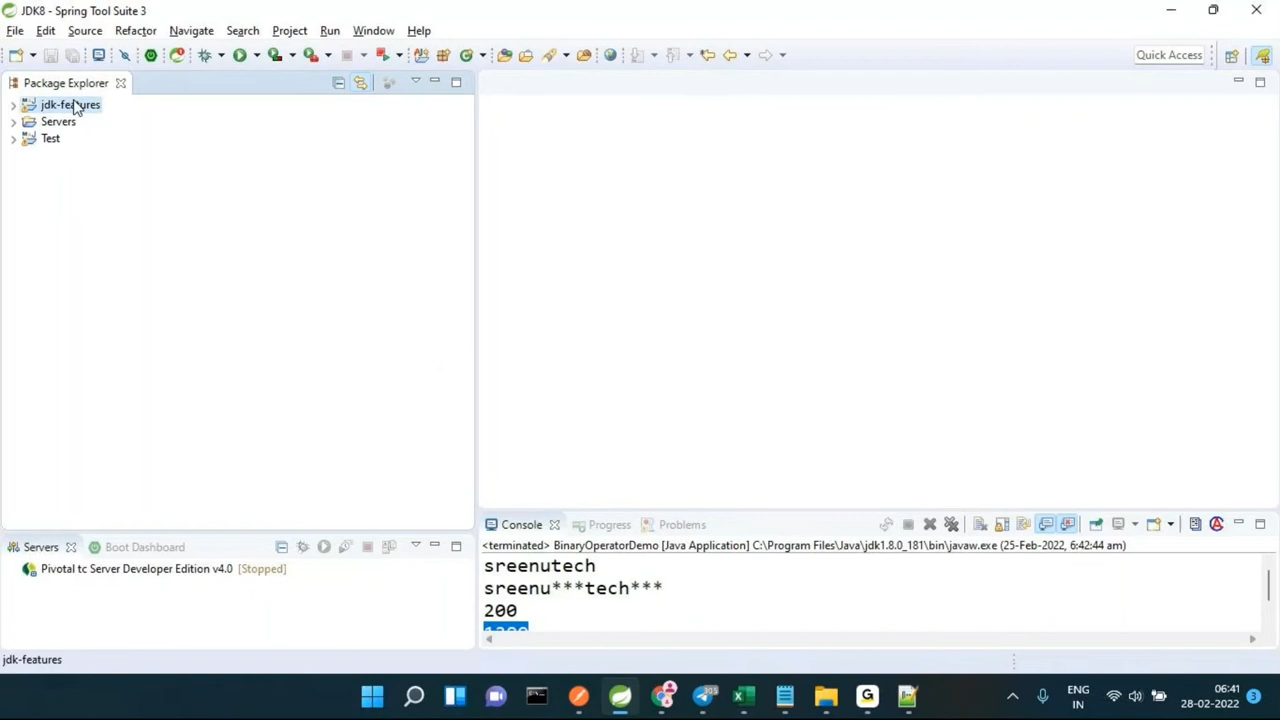 JDK8 - Spring Tool Suite 3
File Edit Source Refactor Navigate Search Project Run Window Help
Quick Access
Package Explorer
jdk-features
Servers
Test
Console Progress Problems
<terminated> BinaryOperatorDemo [Java Application] C:\Program Files\Java\jdk1.8.0_181\bin\javaw.exe (25-Feb-2022, 6:42:44 am)
sreenutech
sreenu***tech***
200
Servers Boot Dashboard
Pivotal tc Server Developer Edition v4.0 [Stopped]
jdk-features
ENG
IN
06:41
28-02-2022
3